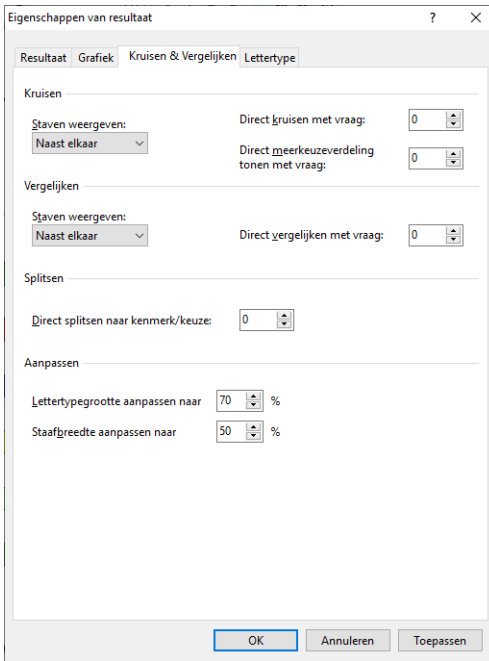 Eigenschappen van resultaat ? ×
Resultaat Grafiek Kruisen & Vergelijken Lettertype
Kruisen
Staven weergeven:
Naast elkaar
Direct kruisen met vraag: 0
Direct meerkeuzeverdeling
tonen met vraag: 0
Vergelijken
Staven weergeven:
Naast elkaar
Direct vergelijken met vraag: 0
Splitsen
Direct splitsen naar kenmerk/keuze: 0
Aanpassen
Lettertypegrootte aanpassen naar 70 %
Staafbreedte aanpassen naar 50 %
OK Annuleren Toepassen